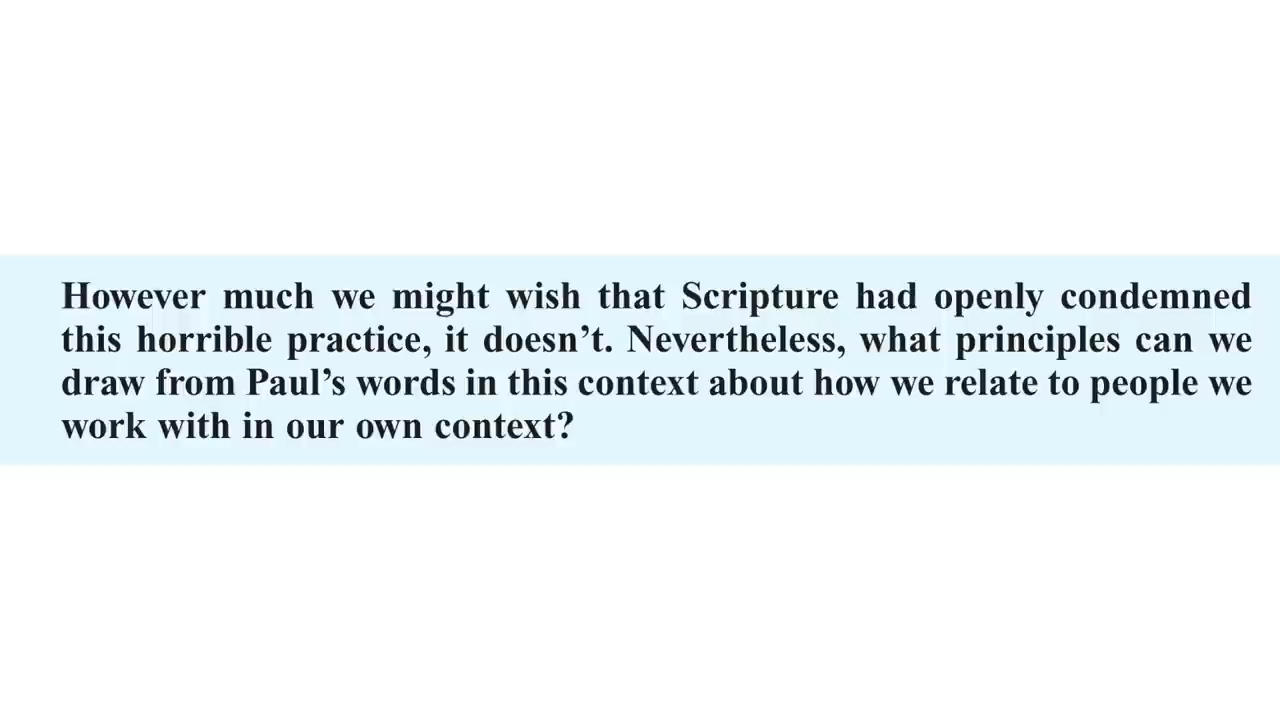 However much we might wish that Scripture had openly condemned
this horrible practice, it doesn’t. Nevertheless, what principles can we
draw from Paul’s words in this context about how we relate to people we
work with in our own context?